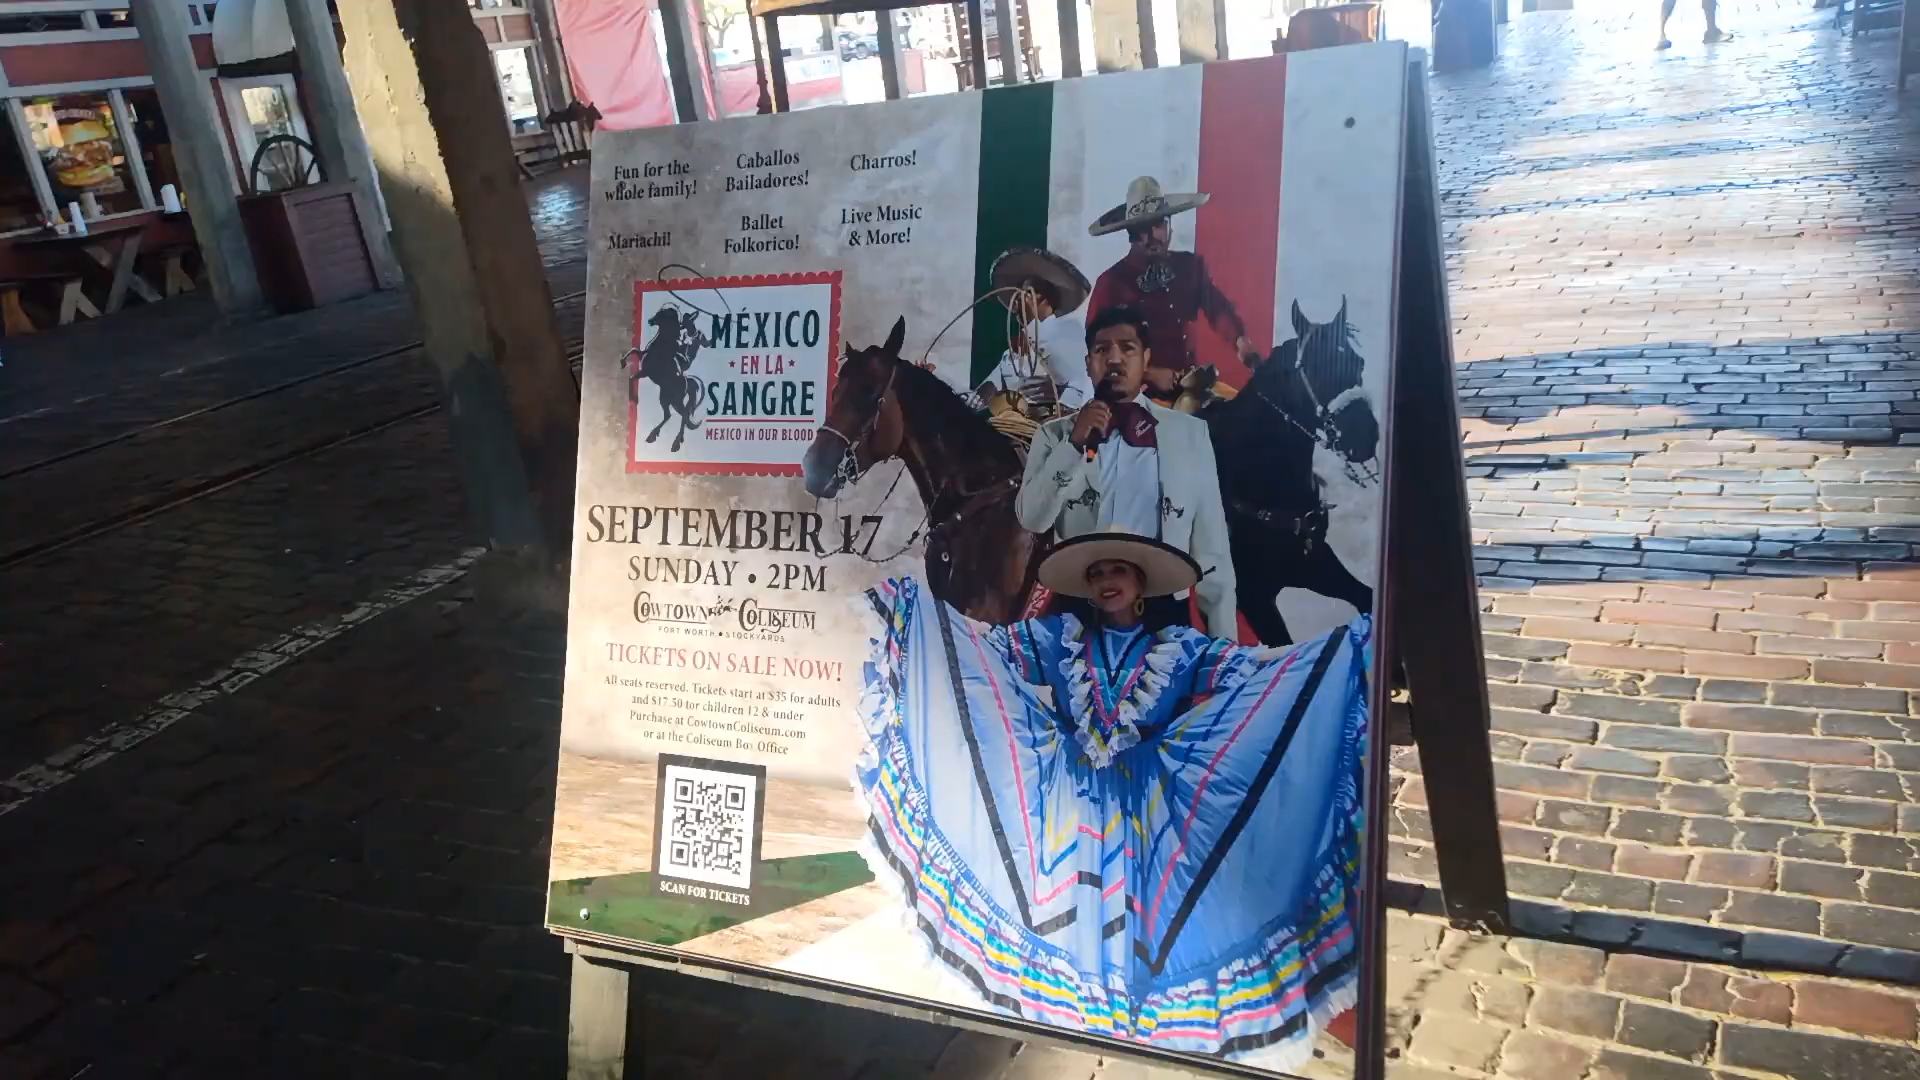 Fun for the
whole family!
Caballos
Bailadores!
Charros!
Mariachi!
Ballet
Folkorico!
Live Music
& More!
MÉXICO
EN LA
SANGRE
MEXICO IN OUR BLOOD
SEPTEMBER 17
SUNDAY • 2PM
COWTOWN COLISEUM
FORT WORTH ★ STOCKYARDS
TICKETS ON SALE NOW!
All seats reserved. Tickets start at $35 for adults
and $17.50 for children 12 & under
Purchase at CowtownColiseum.com
or at the Coliseum Box Office
SCAN FOR TICKETS